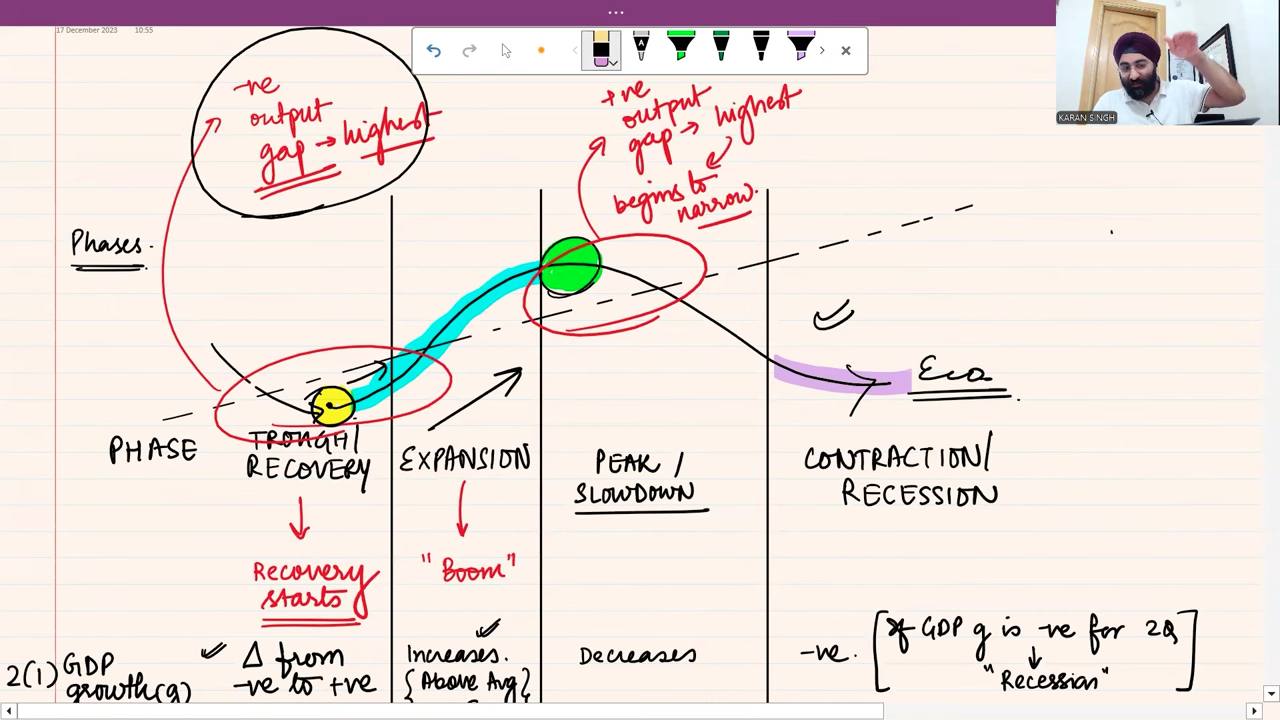 17 December 2023 10:55
KARAN SINGH
-ve
output
gap → highest
+ve
output
gap → highest
begins to
narrow.
Phases.
Eco
PHASE
TROUGH/
RECOVERY
EXPANSION
PEAK /
SLOWDOWN
CONTRACTION/
RECESSION
Recovery
starts
"Boom"
2(1) GDP
growth(g)
Δ from
-ve to +ve
Increases.
{Above Avg}
Decreases
-ve.
If GDP g is -ve for 2Q
"Recession"